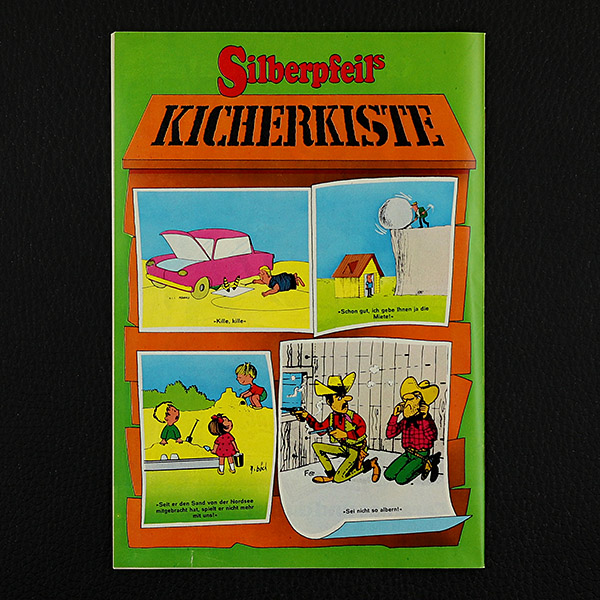 Silberpfeils
KICHERKISTE
»Kille, kille«
»Schon gut, ich gebe Ihnen ja die
Miete!«
»Seit er den Sand von der Nordsee
mitgebracht hat, spielt er nicht mehr
mit uns!«
»Sei nicht so albern!«